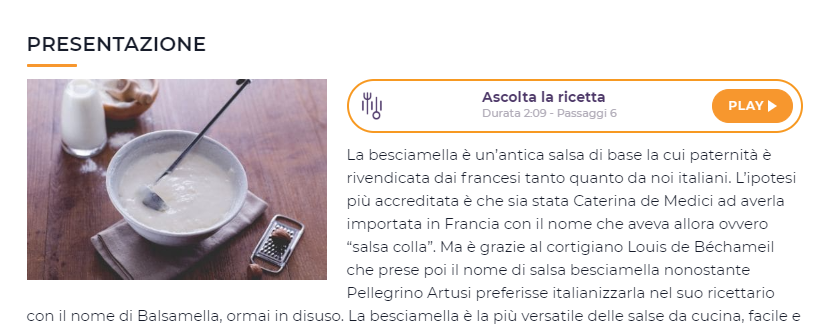 PRESENTAZIONE
Ascolta la ricetta
Durata 2:09 - Passaggi 6
PLAY
La besciamella è un’antica salsa di base la cui paternità è
rivendicata dai francesi tanto quanto da noi italiani. L’ipotesi
più accreditata è che sia stata Caterina de Medici ad averla
importata in Francia con il nome che aveva allora ovvero
“salsa colla”. Ma è grazie al cortigiano Louis de Béchameil
che prese poi il nome di salsa besciamella nonostante
Pellegrino Artusi preferisse italianizzarla nel suo ricettario
con il nome di Balsamella, ormai in disuso. La besciamella è la più versatile delle salse da cucina, facile e